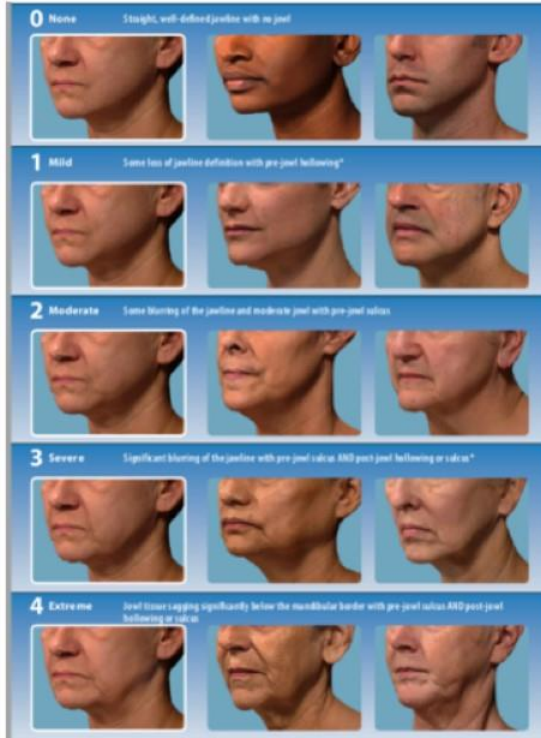 0 None Straight, well-defined jawline with no jowl
1 Mild Some loss of jawline definition with pre-jowl hollowing*
2 Moderate Some blurring of the jawline and moderate jowl with pre-jowl sulcus
3 Severe Significant blurring of the jawline with pre-jowl sulcus AND post-jowl hollowing or sulcus*
4 Extreme Jowl tissue sagging significantly below the mandibular border with pre-jowl sulcus AND post-jowl
hollowing or sulcus